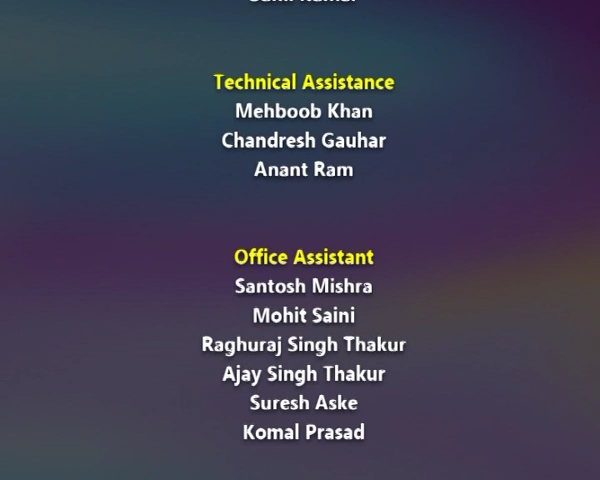 Technical Assistance
Mehboob Khan
Chandresh Gauhar
Anant Ram
Office Assistant
Santosh Mishra
Mohit Saini
Raghuraj Singh Thakur
Ajay Singh Thakur
Suresh Aske
Komal Prasad